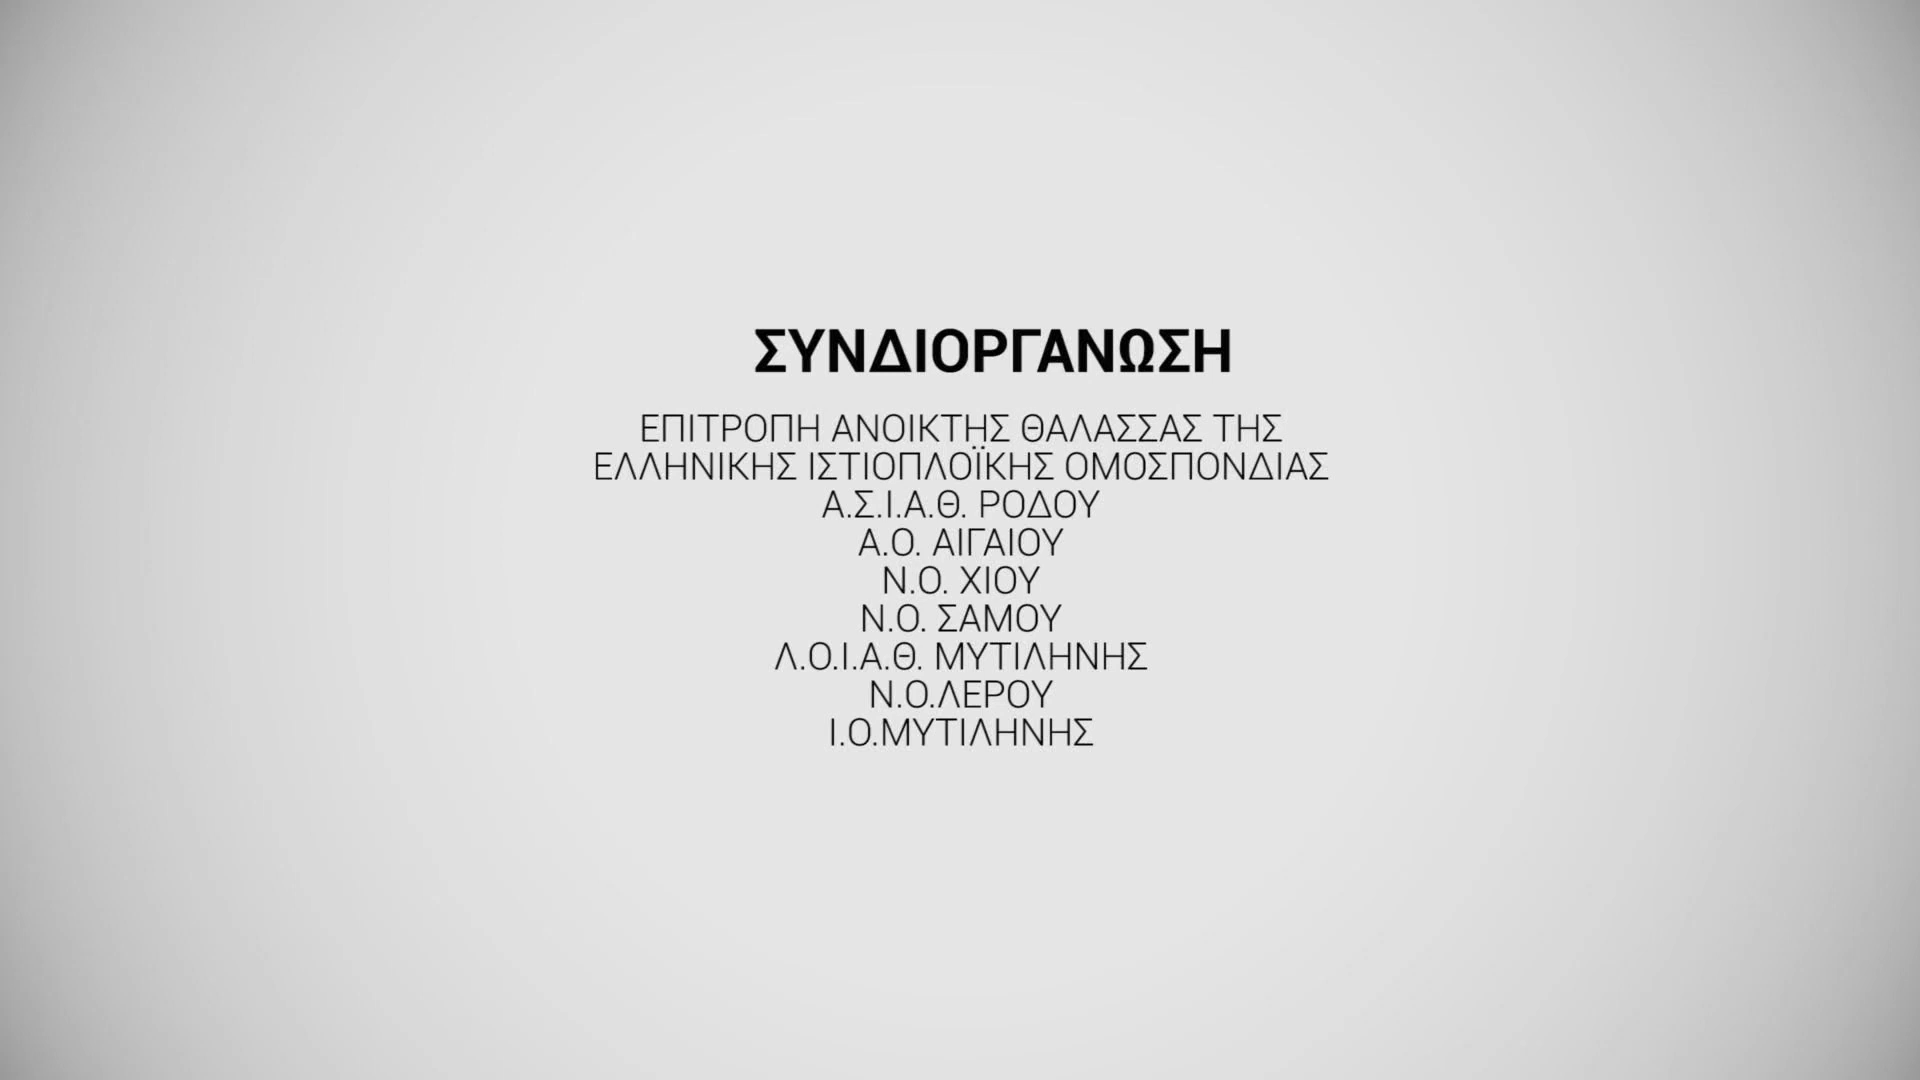 ΣΥΝΔΙΟΡΓΑΝΩΣΗ
ΕΠΙΤΡΟΠΗ ΑΝΟΙΚΤΗΣ ΘΑΛΑΣΣΑΣ ΤΗΣ
ΕΛΛΗΝΙΚΗΣ ΙΣΤΙΟΠΛΟΪΚΗΣ ΟΜΟΣΠΟΝΔΙΑΣ
Α.Σ.Ι.Α.Θ. ΡΟΔΟΥ
Α.Ο. ΑΙΓΑΙΟΥ
Ν.Ο. ΧΙΟΥ
Ν.Ο. ΣΑΜΟΥ
Λ.Ο.Ι.Α.Θ. ΜΥΤΙΛΗΝΗΣ
Ν.Ο.ΛΕΡΟΥ
Ι.Ο.ΜΥΤΙΛΗΝΗΣ